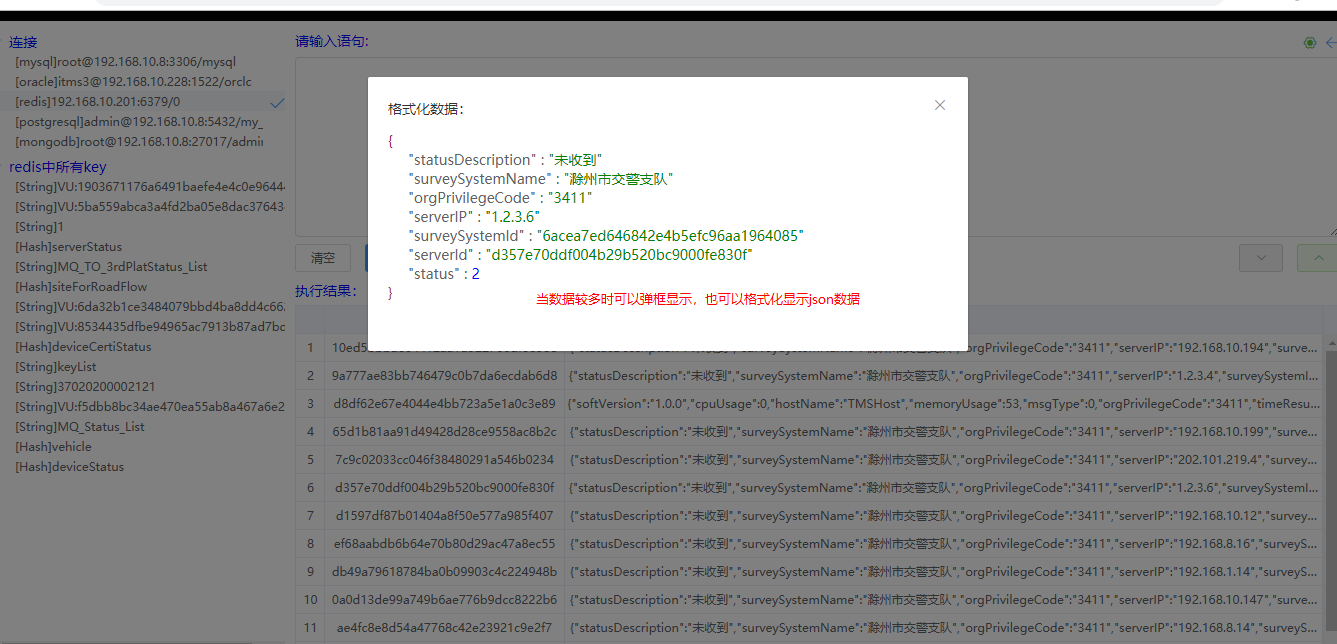 连接
[mysql]root@192.168.10.8:3306/mysql
[oracle]itms3@192.168.10.228:1522/orclc
[redis]192.168.10.201:6379/0
[postgresql]admin@192.168.10.8:5432/my_
[mongodb]root@192.168.10.8:27017/admi
redis中所有key
[String]VU:1903671176a6491baefe4e4c0e9644
[String]VU:5ba559abca3a4fd2ba05e8dac37643
[String]1
[Hash]serverStatus
[String]MQ_TO_3rdPlatStatus_List
[Hash]siteForRoadFlow
[String]VU:6da32b1ce3484079bbd4ba8dd4c66
[String]VU:8534435dfbe94965ac7913b87ad7bc
[Hash]deviceCertiStatus
[String]keyList
[String]37020200002121
[String]VU:f5dbb8bc34ae470ea55ab8a467a6e2
[String]MQ_Status_List
[Hash]vehicle
[Hash]deviceStatus
请输入语句:
格式化数据:
{
"statusDescription" : "未收到"
"surveySystemName" : "滁州市交警支队"
"orgPrivilegeCode" : "3411"
"serverIP" : "1.2.3.6"
"surveySystemId" : "6acea7ed646842e4b5efc96aa1964085"
"serverId" : "d357e70ddf004b29b520bc9000fe830f"
"status" : 2
}
当数据较多时可以弹框显示，也可以格式化显示json数据
清空
执行结果:
1 orgPrivilegeCode":"3411","serverIP":"192.168.10.194","surve...
2 9a777ae83bb746479c0b7da6ecdab6d8 {"statusDescription":"未收到","surveySystemName":"滁州市交警支队","orgPrivilegeCode":"3411","serverIP":"1.2.3.4","surveySystemI...
3 d8df62e67e4044e4bb723a5e1a0c3e89 {"softVersion":"1.0.0","cpuUsage":0,"hostName":"TMSHost","memoryUsage":53,"msgType":0,"orgPrivilegeCode":"3411","timeResu...
4 65d1b81aa91d49428d28ce9558ac8b2c {"statusDescription":"未收到","surveySystemName":"滁州市交警支队","orgPrivilegeCode":"3411","serverIP":"192.168.10.199","surve...
5 7c9c02033cc046f38480291a546b0234 {"statusDescription":"未收到","surveySystemName":"滁州市交警支队","orgPrivilegeCode":"3411","serverIP":"202.101.219.4","survey...
6 d357e70ddf004b29b520bc9000fe830f {"statusDescription":"未收到","surveySystemName":"滁州市交警支队","orgPrivilegeCode":"3411","serverIP":"1.2.3.6","surveySystemI...
7 d1597df87b01404a8f50e577a985f407 {"statusDescription":"未收到","surveySystemName":"滁州市交警支队","orgPrivilegeCode":"3411","serverIP":"192.168.10.12","survey...
8 ef68aabdb6b64e70b80d29ac47a8ec55 {"statusDescription":"未收到","surveySystemName":"滁州市交警支队","orgPrivilegeCode":"3411","serverIP":"192.168.8.16","surveyS...
9 db49a79618784ba0b09903c4c224948b {"statusDescription":"未收到","surveySystemName":"滁州市交警支队","orgPrivilegeCode":"3411","serverIP":"192.168.1.14","surveyS...
10 0a0d13de99a749b6ae776b9dcc8222b6 {"statusDescription":"未收到","surveySystemName":"滁州市交警支队","orgPrivilegeCode":"3411","serverIP":"192.168.10.147","surve...
11 ae4fc8e8d54a47768c42e23921c9e2f7 {"statusDescription":"未收到","surveySystemName":"滁州市交警支队","orgPrivilegeCode":"3411","serverIP":"192.168.8.14","surveyS...